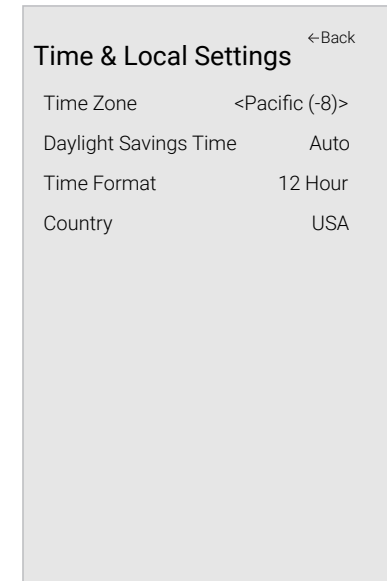 ←Back
Time & Local Settings
Time Zone <Pacific (-8)>
Daylight Savings Time Auto
Time Format 12 Hour
Country USA